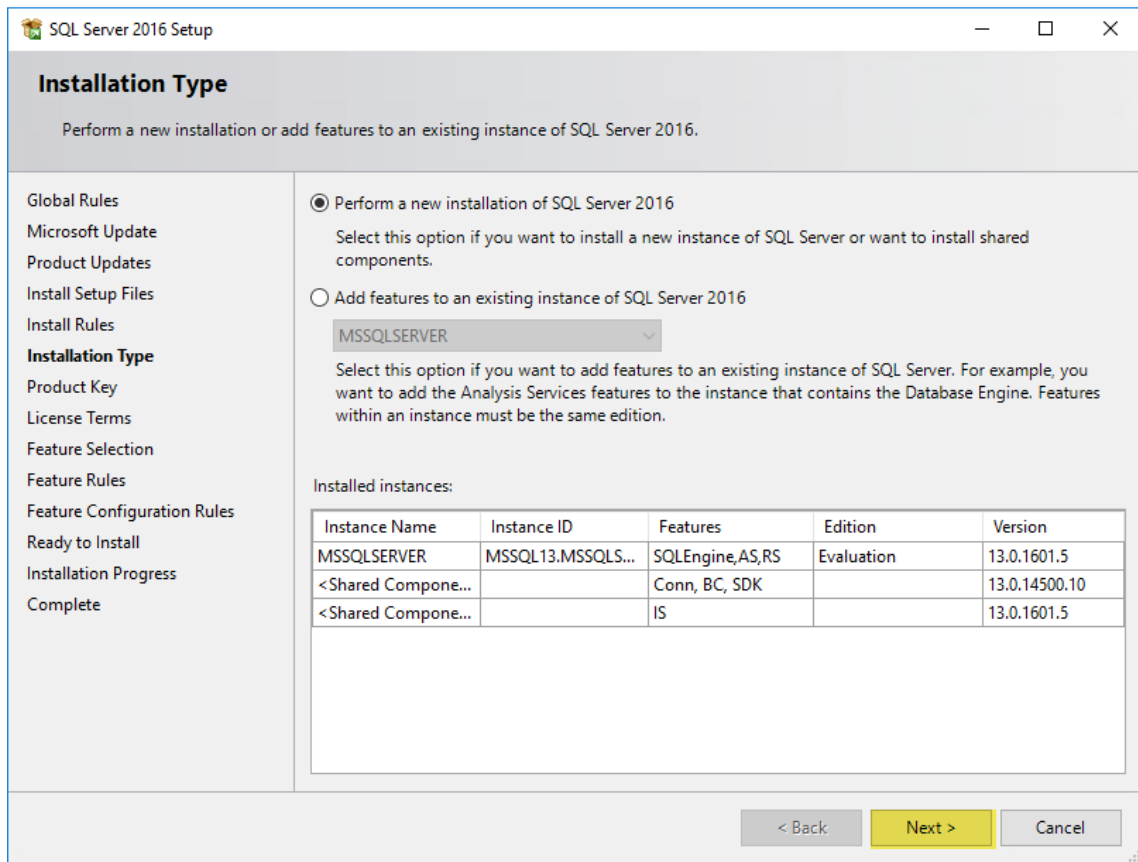 SQL Server 2016 Setup
Installation Type
Perform a new installation or add features to an existing instance of SQL Server 2016.
Global Rules
Microsoft Update
Product Updates
Install Setup Files
Install Rules
Installation Type
Product Key
License Terms
Feature Selection
Feature Rules
Feature Configuration Rules
Ready to Install
Installation Progress
Complete
Perform a new installation of SQL Server 2016
Select this option if you want to install a new instance of SQL Server or want to install shared
components.
Add features to an existing instance of SQL Server 2016
MSSQLSERVER
Select this option if you want to add features to an existing instance of SQL Server. For example, you
want to add the Analysis Services features to the instance that contains the Database Engine. Features
within an instance must be the same edition.
Installed instances:
Instance Name Instance ID Features Edition Version
MSSQLSERVER MSSQL13.MSSQLS... SQLEngine,AS,RS Evaluation 13.0.1601.5
<Shared Compone... Conn, BC, SDK 13.0.14500.10
<Shared Compone... IS 13.0.1601.5
< Back Next > Cancel